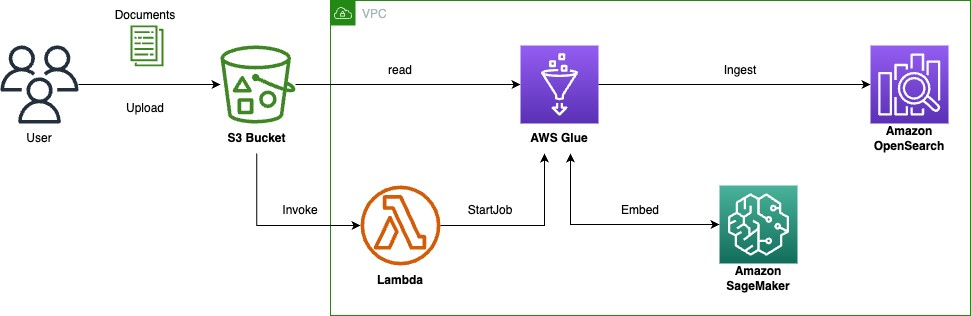 Documents
VPC
read
Ingest
Upload
User
S3 Bucket
AWS Glue
Amazon
OpenSearch
Invoke
StartJob
Embed
Lambda
Amazon
SageMaker